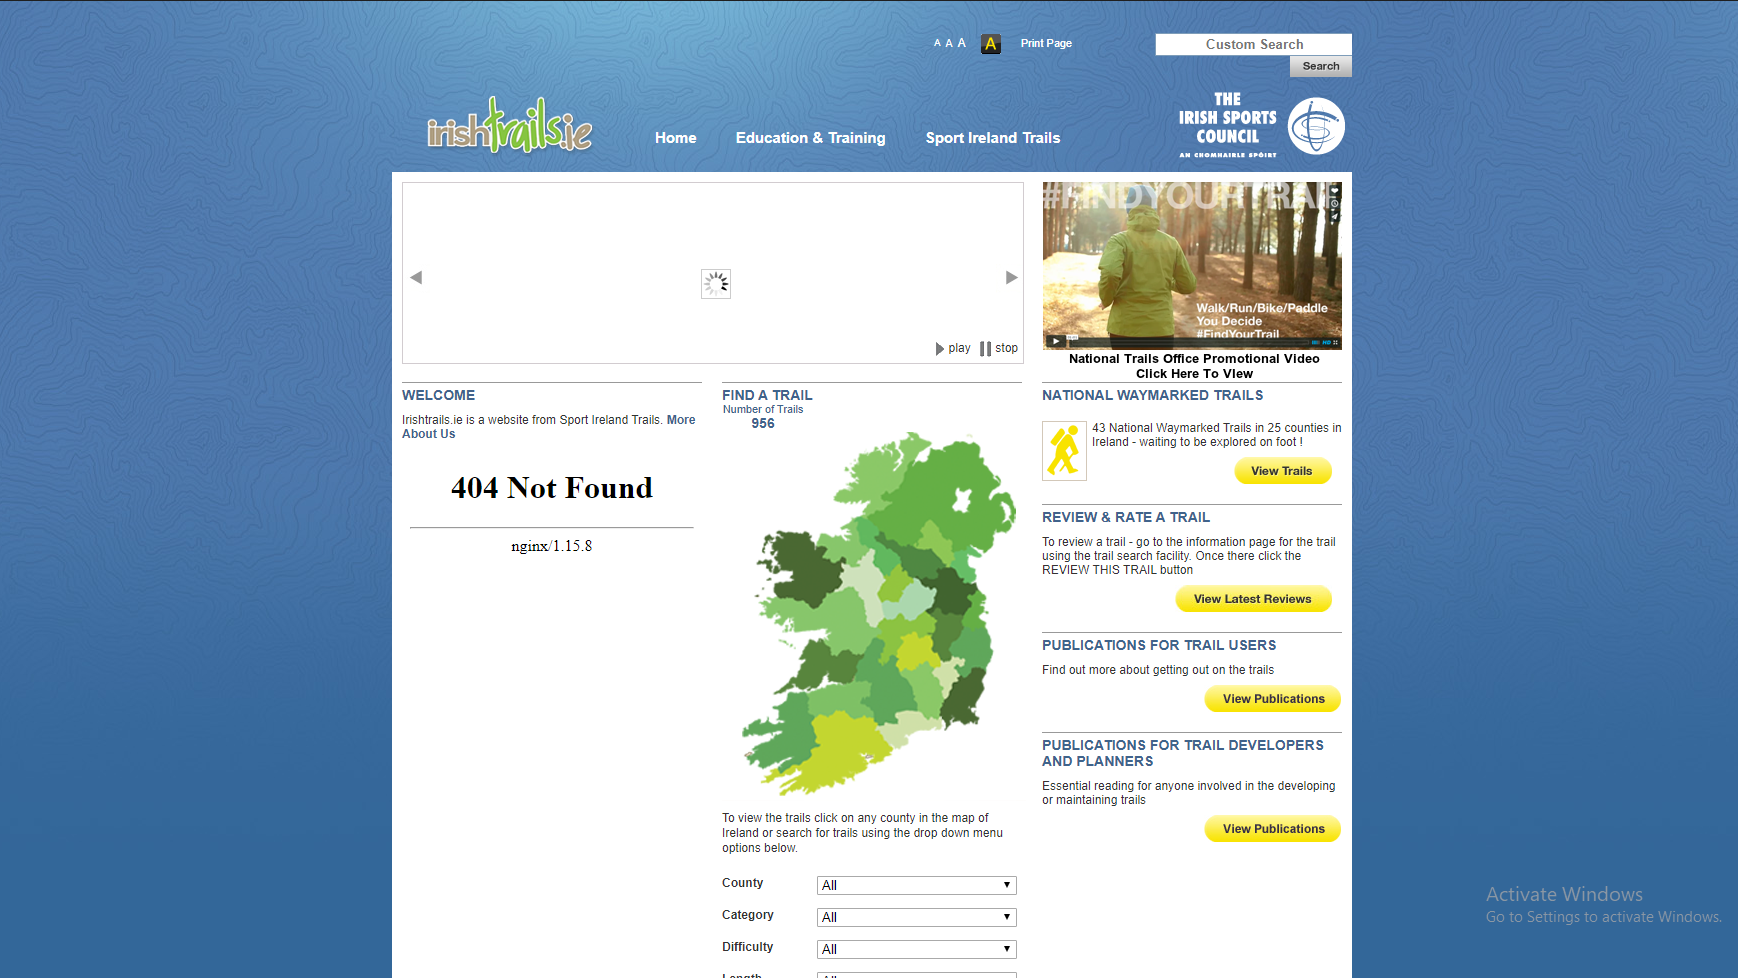 A A A A Print Page
Custom Search
Search
irishtrails.ie
Home Education & Training Sport Ireland Trails
THE
IRISH SPORTS
COUNCIL
AN CHOMHAIRLE SPÓIRT
play stop
#FINDYOURTRAIL
Walk/Run/Bike/Paddle
You Decide
#FindYourTrail
HD
National Trails Office Promotional Video
Click Here To View
WELCOME
Irishtrails.ie is a website from Sport Ireland Trails. More
About Us
404 Not Found
nginx/1.15.8
FIND A TRAIL
Number of Trails
956
To view the trails click on any county in the map of
Ireland or search for trails using the drop down menu
options below.
County All
Category All
Difficulty All
Length All
NATIONAL WAYMARKED TRAILS
43 National Waymarked Trails in 25 counties in
Ireland - waiting to be explored on foot !
View Trails
REVIEW & RATE A TRAIL
To review a trail - go to the information page for the trail
using the trail search facility. Once there click the
REVIEW THIS TRAIL button
View Latest Reviews
PUBLICATIONS FOR TRAIL USERS
Find out more about getting out on the trails
View Publications
PUBLICATIONS FOR TRAIL DEVELOPERS
AND PLANNERS
Essential reading for anyone involved in the developing
or maintaining trails
View Publications
Activate Windows
Go to Settings to activate Windows.